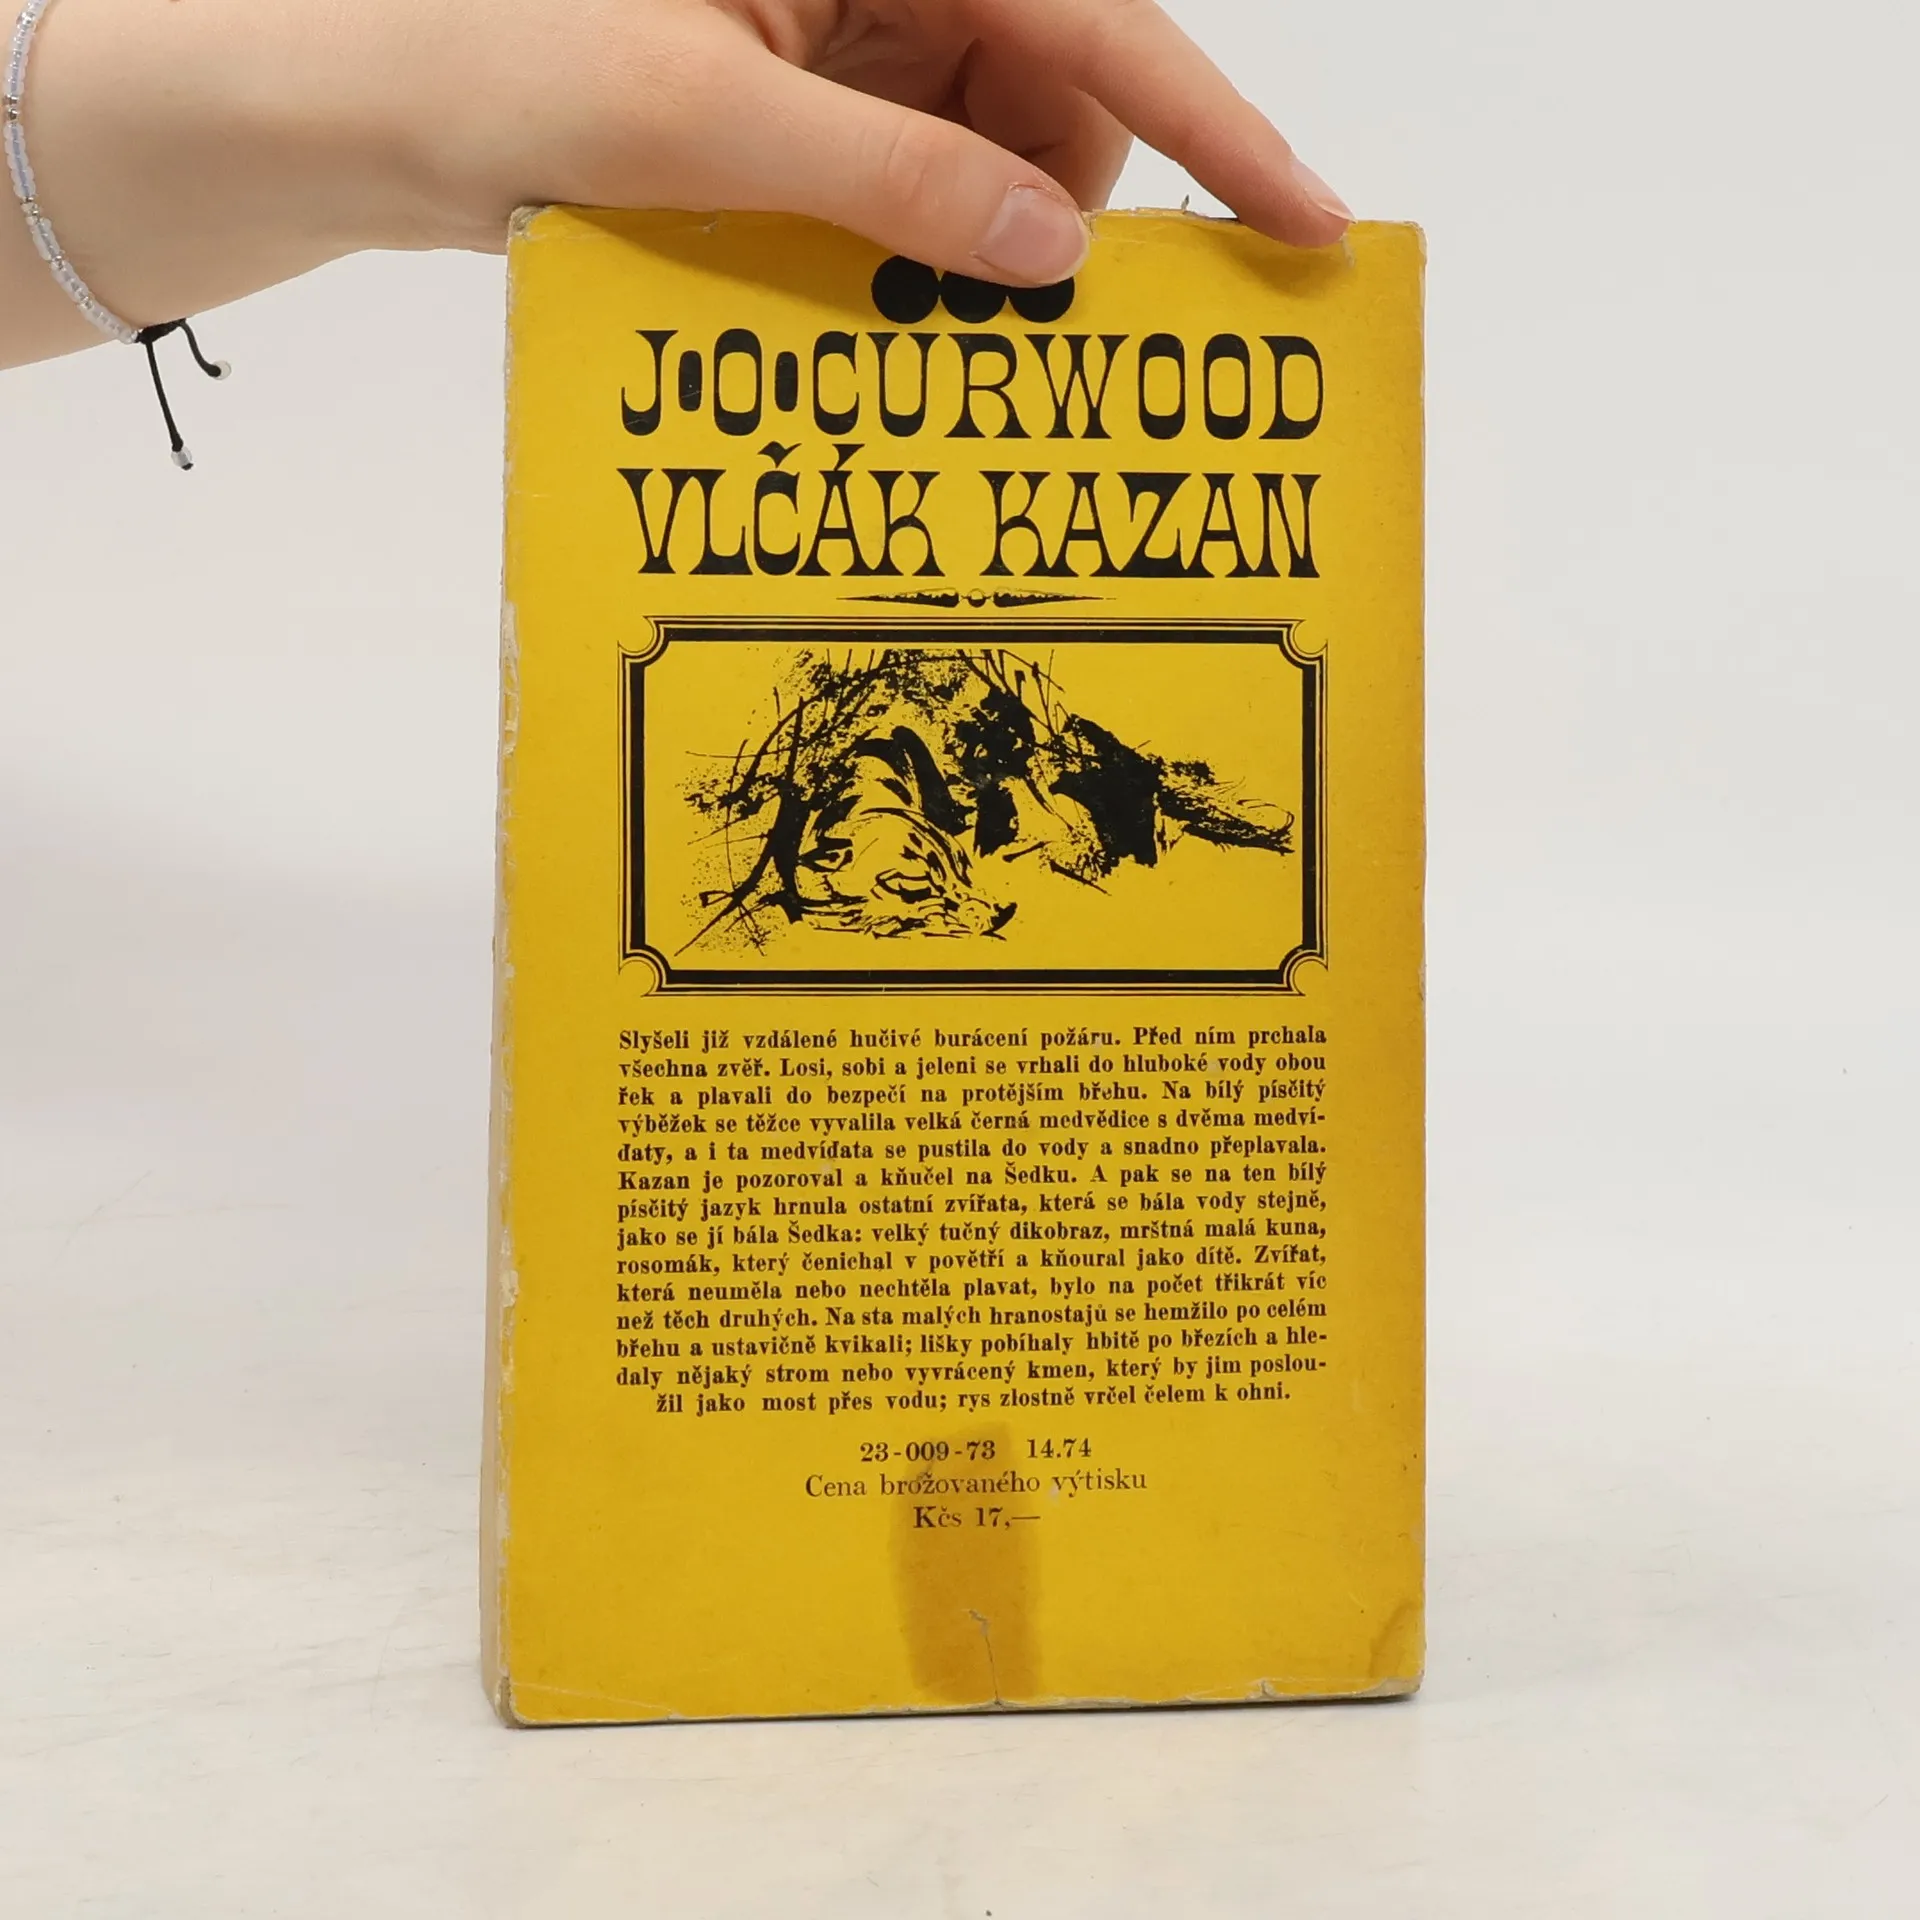 J·O·CURWOOD
VLČÁK KAZAN
Slyšeli již vzdálené hučivé burácení požáru. Před ním prchala
všechna zvěř. Losi, sobi a jeleni se vrhali do hluboké vody obou
řek a plavali do bezpečí na protějším břehu. Na bílý písčitý
výběžek se těžce vyvalila velká černá medvědice s dvěma medví-
ďaty, a i ta medvíďata se pustila do vody a snadno přeplavala.
Kazan je pozoroval a kňučel na Šedku. A pak se na ten bílý
písčitý jazyk hrnula ostatní zvířata, která se bála vody stejně,
jako se jí bála Šedka: velký tučný dikobraz, mrštná malá kuna,
rosomák, který čenichal v povětří a kňoural jako dítě. Zvířat,
která neuměla nebo nechtěla plavat, bylo na počet třikrát víc
než těch druhých. Na sta malých hranostajů se hemžilo po celém
břehu a ustavičně kvikali; lišky pobíhaly hbitě po březích a hle-
daly nějaký strom nebo vyvrácený kmen, který by jim poslou-
žil jako most přes vodu; rys zlostně vrčel čelem k ohni.
23-009-73 14.74
Cena brožovaného výtisku
Kčs 17,—